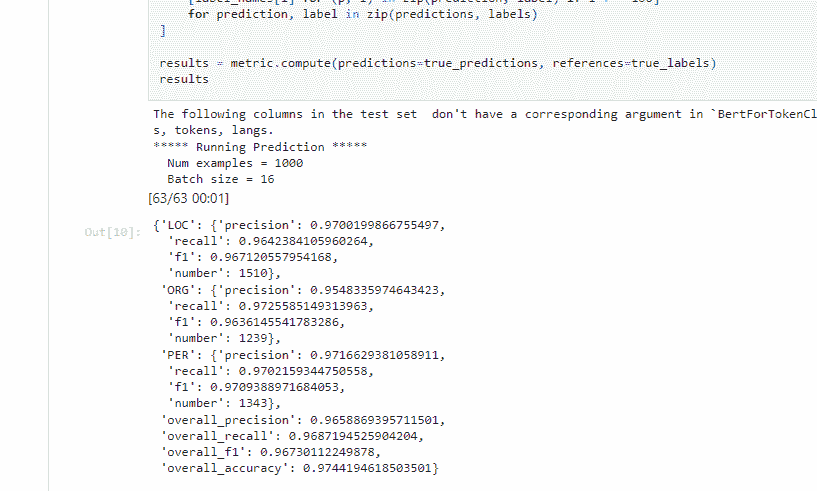 for prediction, label in zip(predictions, labels)
]
results = metric.compute(predictions=true_predictions, references=true_labels)
results
The following columns in the test set  don't have a corresponding argument in `BertForTokenCl
s, tokens, langs.
***** Running Prediction *****
Num examples = 1000
Batch size = 16
[63/63 00:01]
Out[10]: {'LOC': {'precision': 0.9700199866755497,
'recall': 0.9642384105960264,
'f1': 0.967120557954168,
'number': 1510},
'ORG': {'precision': 0.9548335974643423,
'recall': 0.9725585149313963,
'f1': 0.9636145541783286,
'number': 1239},
'PER': {'precision': 0.9716629381058911,
'recall': 0.9702159344750558,
'f1': 0.9709388971684053,
'number': 1343},
'overall_precision': 0.9658869395711501,
'overall_recall': 0.9687194525904204,
'overall_f1': 0.96730112249878,
'overall_accuracy': 0.9744194618503501}